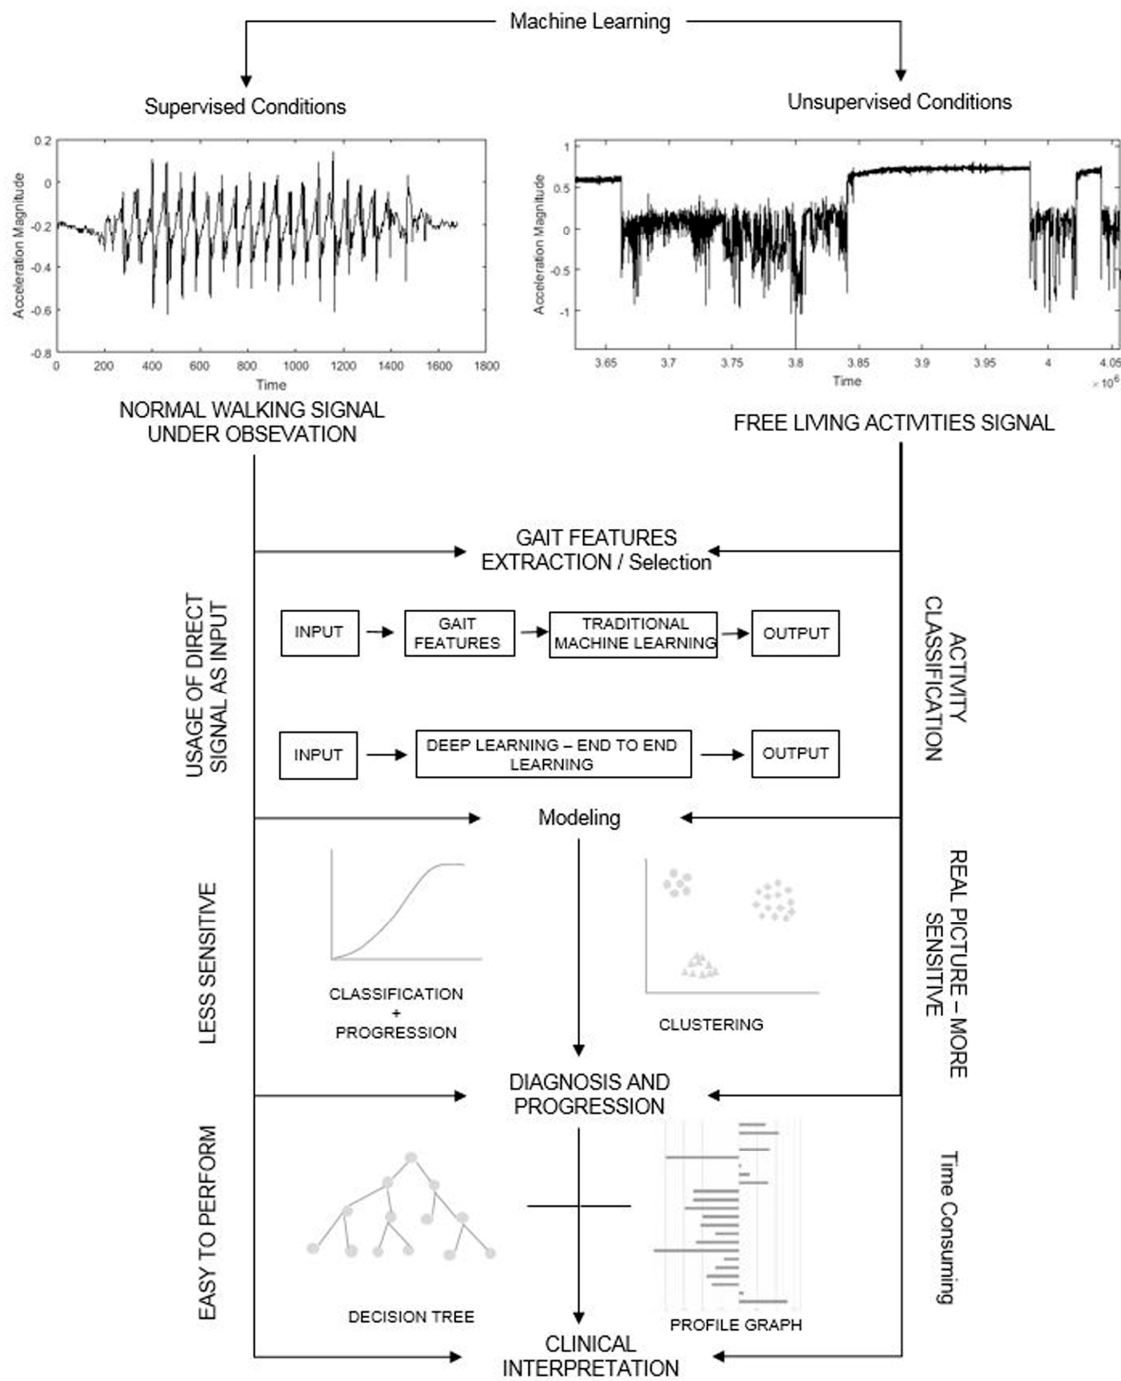 Machine Learning
Supervised Conditions
Unsupervised Conditions
0.2
0
-0.2
-0.4
-0.6
-0.8
Acceleration Magnitude
0
200
400
600
800
1000
1200
1400
1600
1800
Time
1
0.5
0
-0.5
-1
Acceleration Magnitude
3.65
3.7
3.75
3.8
3.85
3.9
3.95
4
4.05
Time
× 10⁶
NORMAL WALKING SIGNAL
UNDER OBSEVATION
FREE LIVING ACTIVITIES SIGNAL
GAIT FEATURES
EXTRACTION / Selection
USAGE OF DIRECT
SIGNAL AS INPUT
INPUT
GAIT
FEATURES
TRADITIONAL
MACHINE LEARNING
OUTPUT
ACTIVITY
CLASSIFICATION
INPUT
DEEP LEARNING – END TO END
LEARNING
OUTPUT
Modeling
LESS SENSITIVE
CLASSIFICATION
+
PROGRESSION
CLUSTERING
REAL PICTURE – MORE
SENSITIVE
DIAGNOSIS AND
PROGRESSION
EASY TO PERFORM
DECISION TREE
PROFILE GRAPH
Time Consuming
CLINICAL
INTERPRETATION